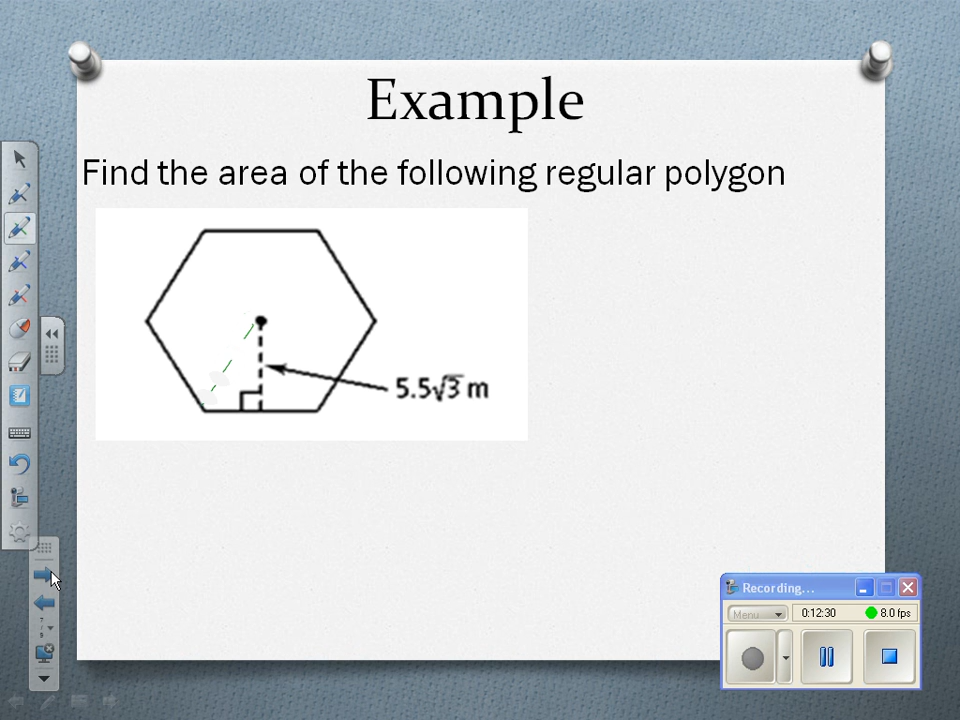 Example
Find the area of the following regular polygon
5.5√3 m
Recording...
Menu
0:12:30
8.0 fps